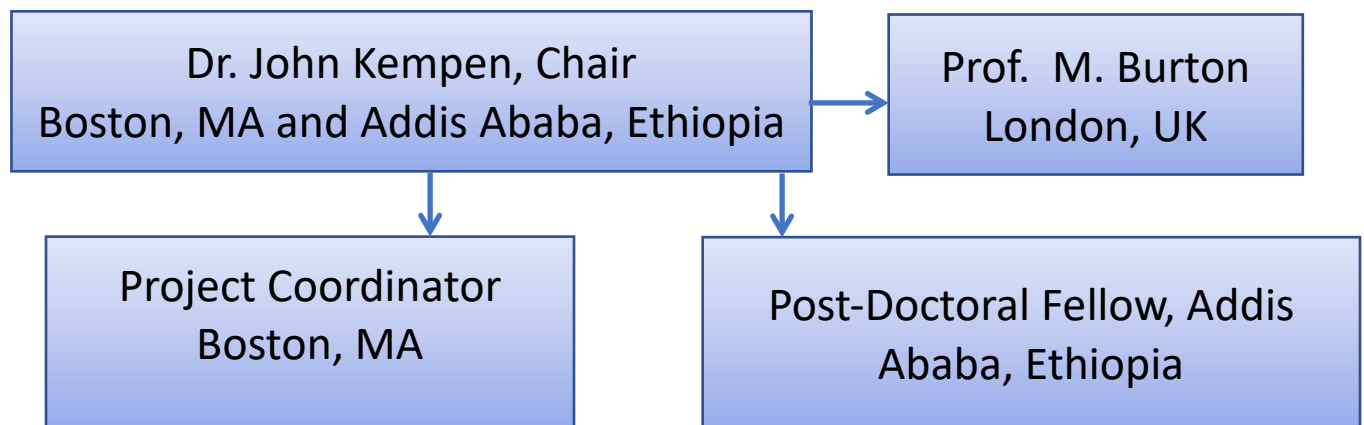 Dr. John Kempen, Chair
Boston, MA and Addis Ababa, Ethiopia
Prof.  M. Burton
London, UK
Project Coordinator
Boston, MA
Post-Doctoral Fellow, Addis
Ababa, Ethiopia